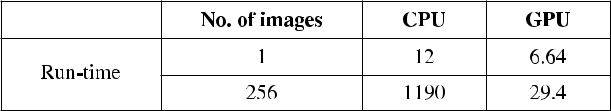 No. of images CPU GPU
Run-time
1 12 6.64
256 1190 29.4